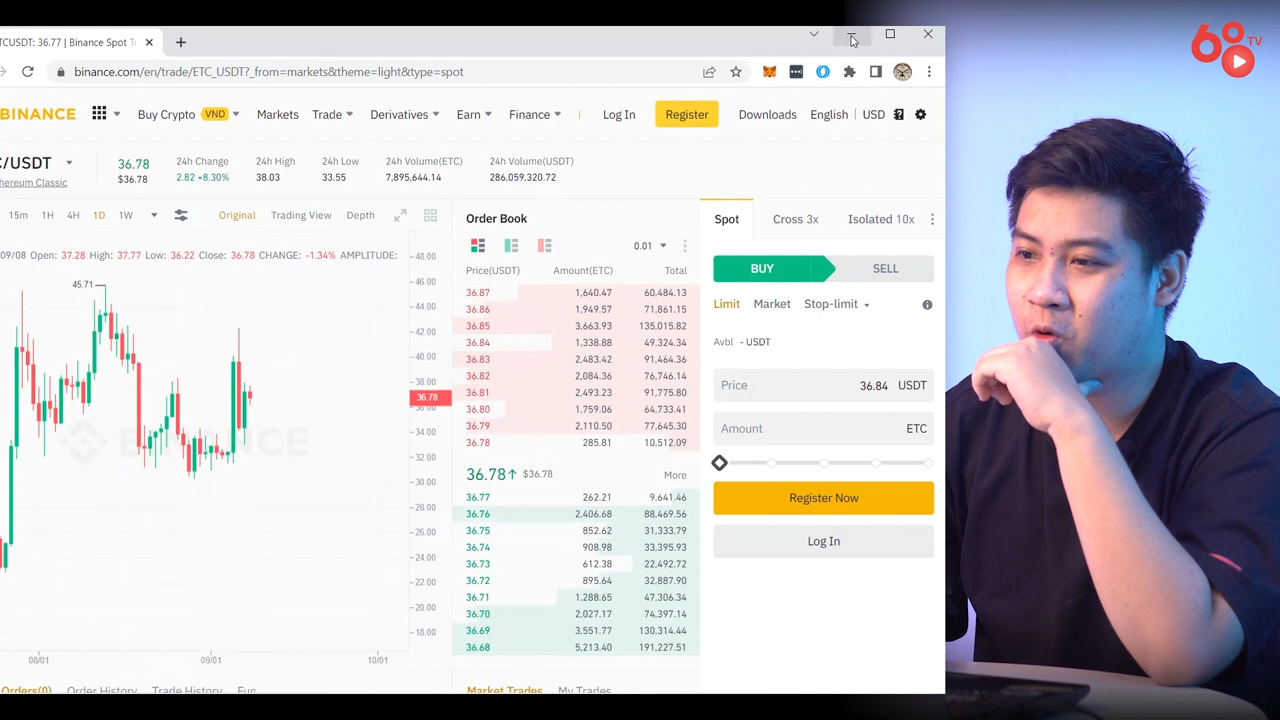 68 TV
TCUSDT: 36.77 | Binance Spot Tr
binance.com/en/trade/ETC_USDT?_from=markets&theme=light&type=spot
BINANCE Buy Crypto VND Markets Trade Derivatives Earn Finance Log In Register Downloads English | USD
C/USDT
hereum Classic
36.78
$36.78
24h Change
2.82 +8.30%
24h High
38.03
24h Low
33.55
24h Volume(ETC)
7,895,644.14
24h Volume(USDT)
286,059,320.72
15m 1H 4H 1D 1W Original Trading View Depth
09/08 Open: 37.28 High: 37.77 Low: 36.22 Close: 36.78 CHANGE: -1.34% AMPLITUDE:
45.71
BINANCE
48.00
46.00
44.00
42.00
40.00
38.00
36.78
36.00
34.00
32.00
30.00
28.00
26.00
24.00
22.00
20.00
18.00
08/01 09/01 10/01
Orders(0) Order History Trade History Fun
Order Book
0.01
Price(USDT) Amount(ETC) Total
36.87 1,640.47 60,484.13
36.86 1,949.57 71,861.15
36.85 3,663.93 135,015.82
36.84 1,338.88 49,324.34
36.83 2,483.42 91,464.36
36.82 2,084.36 76,746.14
36.81 2,493.23 91,775.80
36.80 1,759.06 64,733.41
36.79 2,110.50 77,645.30
36.78 285.81 10,512.09
36.78↑ $36.78 More
36.77 262.21 9,641.46
36.76 2,406.68 88,469.56
36.75 852.62 31,333.79
36.74 908.98 33,395.93
36.73 612.38 22,492.72
36.72 895.64 32,887.90
36.71 1,288.65 47,306.34
36.70 2,027.17 74,397.14
36.69 3,551.77 130,314.44
36.68 5,213.40 191,227.51
Market Trades My Trades
Spot Cross 3x Isolated 10x
BUY SELL
Limit Market Stop-limit
Avbl - USDT
Price 36.84 USDT
Amount ETC
Register Now
Log In